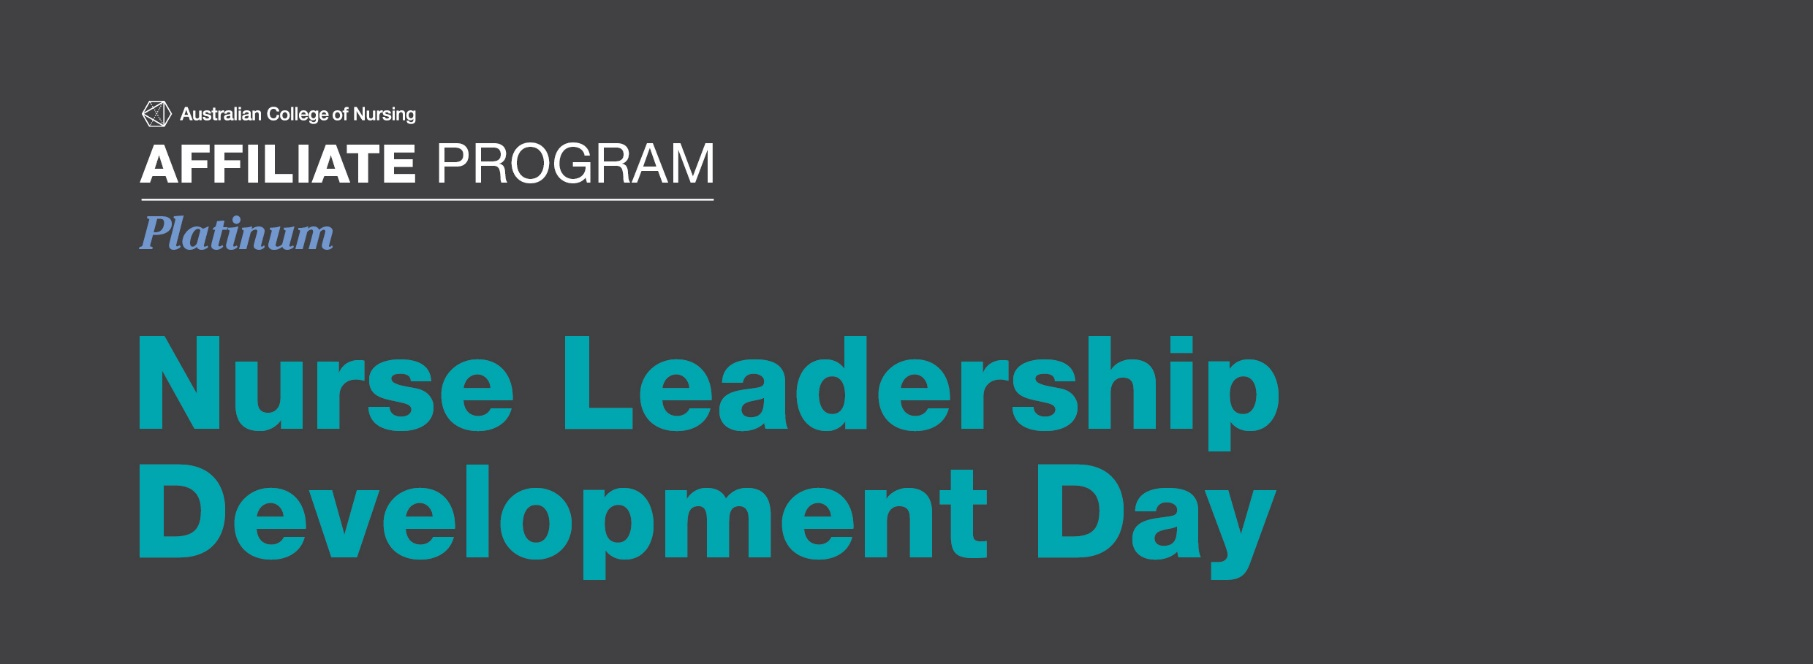 Australian College of Nursing
AFFILIATE PROGRAM
Platinum
Nurse Leadership
Development Day